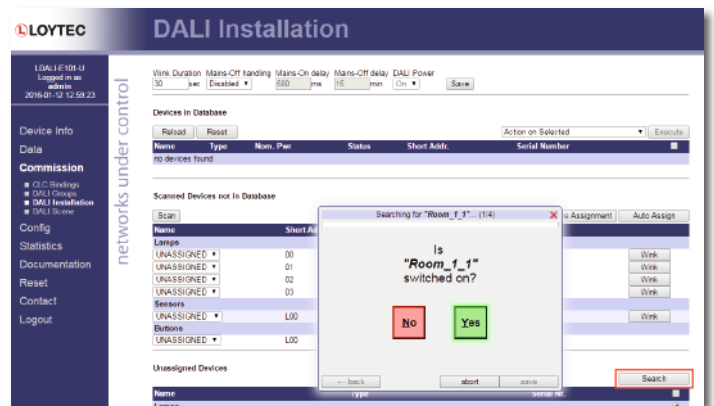 LOYTEC
DALI Installation
LDALI-E101-U
Logged in as
admin
2016-01-12 12:59:23
Device Info
Data
Commission
CLC Bindings
DALI Groups
DALI Installation
DALI Scene
Config
Statistics
Documentation
Reset
Contact
Logout
networks under control
Wink Duration Mains-Off handling Mains-On delay Mains-Off delay DALI Power
30 sec Disabled 500 ms 15 min On Save
Devices in Database
Reload Reset Action on Selected Execute
Name Type Nom. Pwr Status Short Addr. Serial Number
no devices found
Scanned Devices not in Database
Scan Assignment Auto Assign
Name Short
Lamps
UNASSIGNED 00 Wink
UNASSIGNED 01 Wink
UNASSIGNED 02 Wink
UNASSIGNED 03 Wink
Sensors
UNASSIGNED L00 Wink
Buttons
UNASSIGNED L00
Searching for "Room_1_1"... (1/4)
Is
"Room_1_1"
switched on?
No Yes
<-- back abort save
Unassigned Devices
Search
Name Type Serial Nr.
Lamps